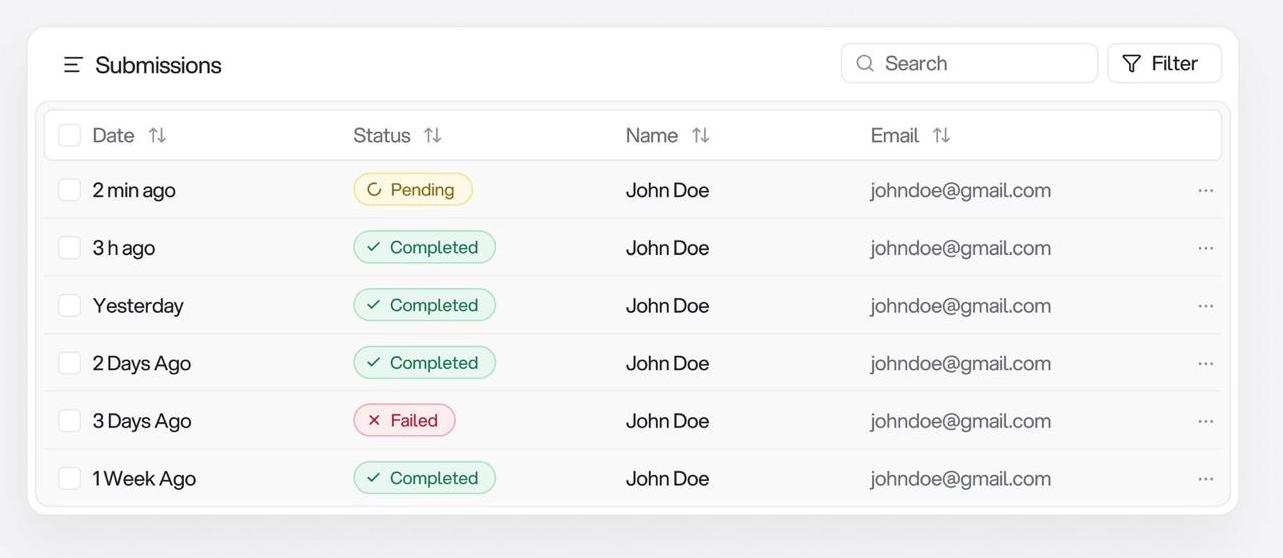 Submissions Search Filter
Date Status Name Email
2 min ago Pending John Doe johndoe@gmail.com ...
3 h ago Completed John Doe johndoe@gmail.com ...
Yesterday Completed John Doe johndoe@gmail.com ...
2 Days Ago Completed John Doe johndoe@gmail.com ...
3 Days Ago Failed John Doe johndoe@gmail.com ...
1 Week Ago Completed John Doe johndoe@gmail.com ...